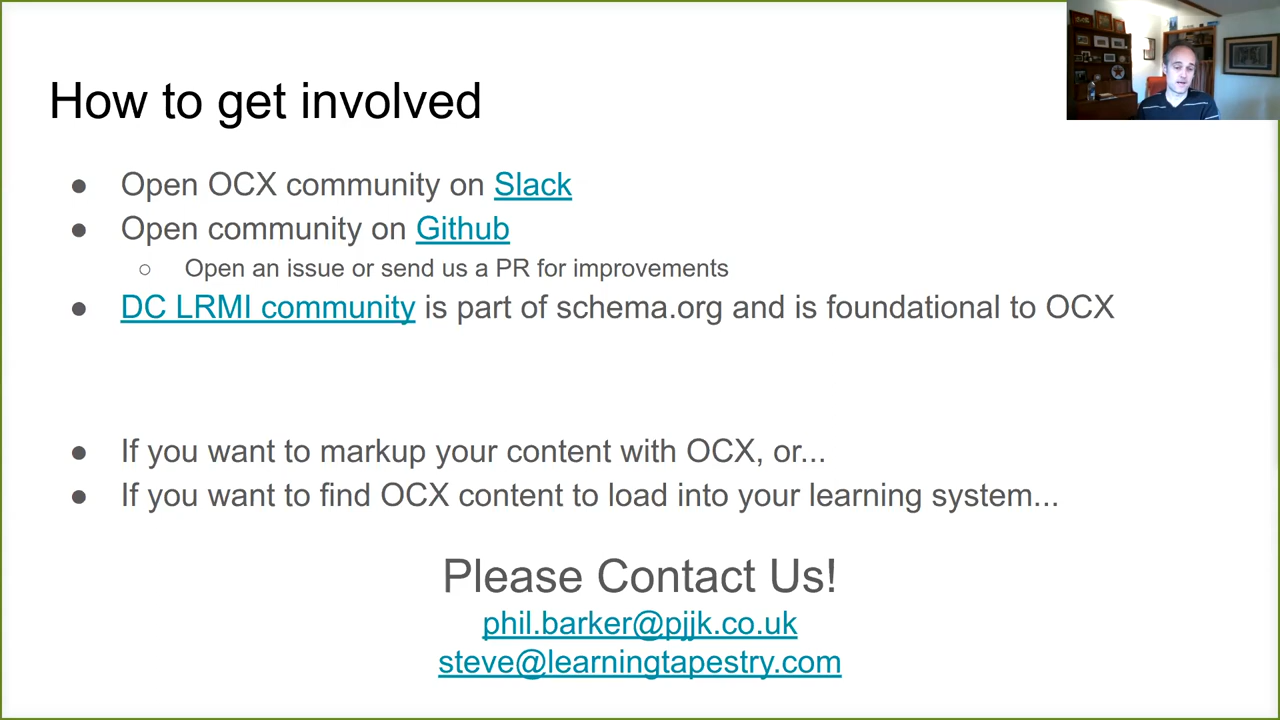 How to get involved
● Open OCX community on Slack
● Open community on Github
○ Open an issue or send us a PR for improvements
● DC LRMI community is part of schema.org and is foundational to OCX
● If you want to markup your content with OCX, or...
● If you want to find OCX content to load into your learning system...
Please Contact Us!
phil.barker@pjjk.co.uk
steve@learningtapestry.com